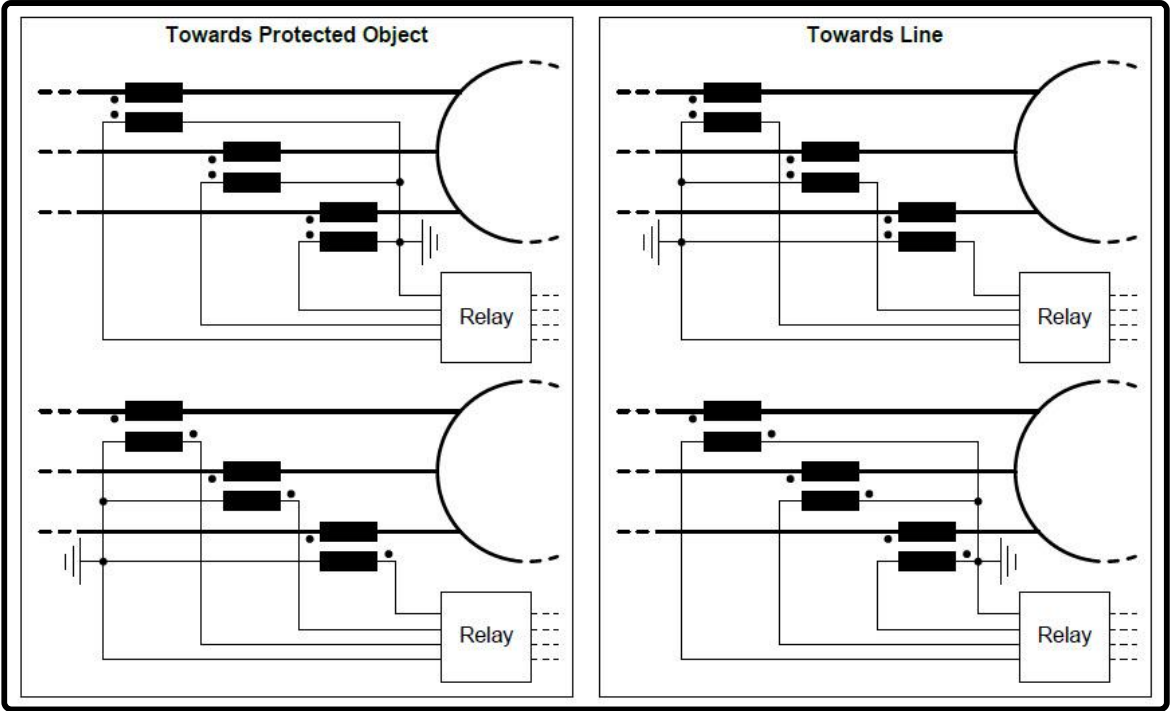 Towards Protected Object
Towards Line
Relay
Relay
Relay
Relay